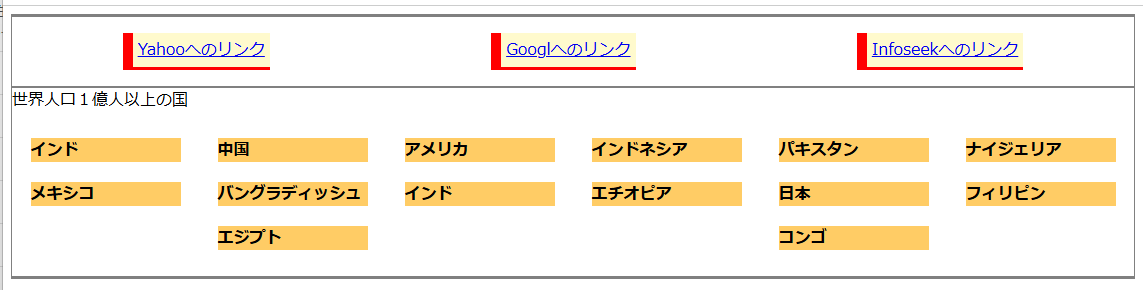 Yahooへのリンク Googlへのリンク Infoseekへのリンク
世界人口１億人以上の国
インド 中国 アメリカ インドネシア パキスタン ナイジェリア
メキシコ バングラディッシュ インド エチオピア 日本 フィリピン
エジプト コンゴ